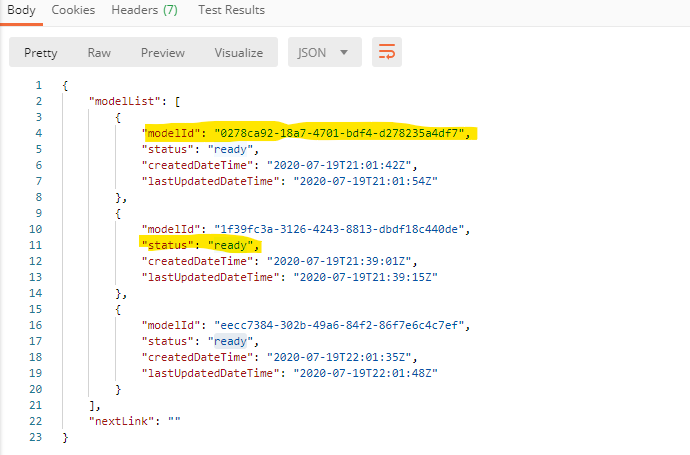 Body Cookies Headers (7) Test Results
Pretty Raw Preview Visualize JSON
1 {
2 "modelList": [
3 {
4 "modelId": "0278ca92-18a7-4701-bdf4-d278235a4df7",
5 "status": "ready",
6 "createdDateTime": "2020-07-19T21:01:42Z",
7 "lastUpdatedDateTime": "2020-07-19T21:01:54Z"
8 },
9 {
10 "modelId": "1f39fc3a-3126-4243-8813-dbdf18c440de",
11 "status": "ready",
12 "createdDateTime": "2020-07-19T21:39:01Z",
13 "lastUpdatedDateTime": "2020-07-19T21:39:15Z"
14 },
15 {
16 "modelId": "eecc7384-302b-49a6-84f2-86f7e6c4c7ef",
17 "status": "ready",
18 "createdDateTime": "2020-07-19T22:01:35Z",
19 "lastUpdatedDateTime": "2020-07-19T22:01:48Z"
20 }
21 ],
22 "nextLink": ""
23 }